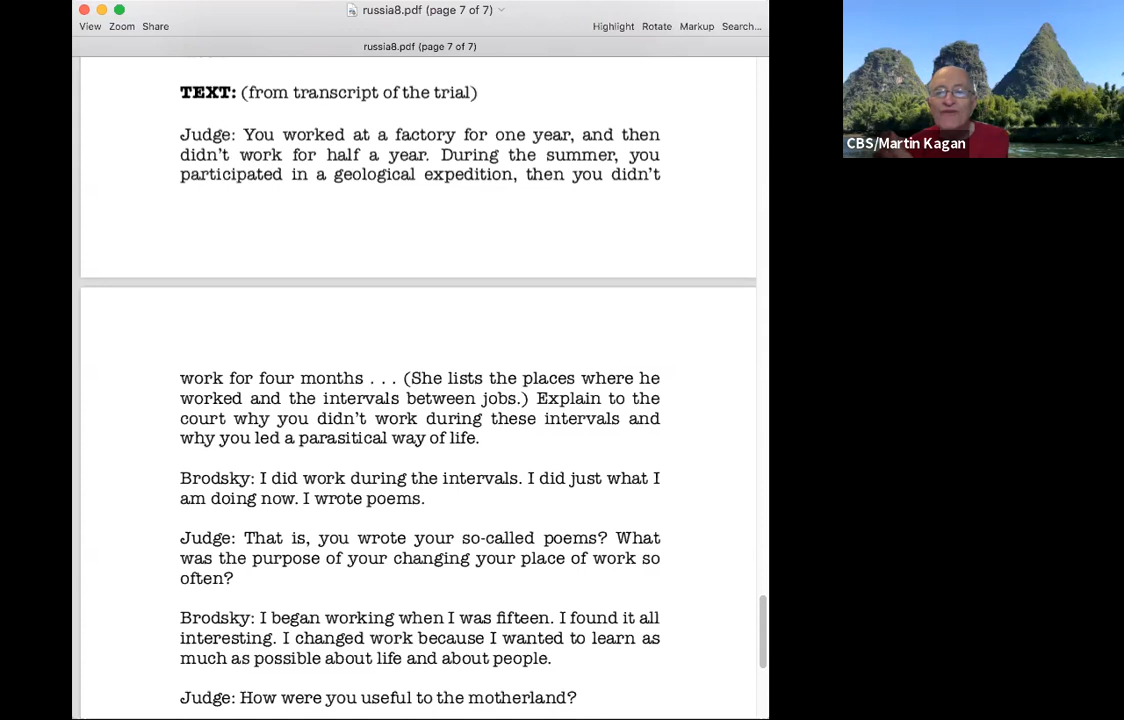 russia8.pdf (page 7 of 7)
View Zoom Share
Highlight Rotate Markup Search...
russia8.pdf (page 7 of 7)
TEXT: (from transcript of the trial)
Judge: You worked at a factory for one year, and then
didn't work for half a year. During the summer, you
participated in a geological expedition, then you didn't
work for four months . . . (She lists the places where he
worked and the intervals between jobs.) Explain to the
court why you didn't work during these intervals and
why you led a parasitical way of life.
Brodsky: I did work during the intervals. I did just what I
am doing now. I wrote poems.
Judge: That is, you wrote your so-called poems? What
was the purpose of your changing your place of work so
often?
Brodsky: I began working when I was fifteen. I found it all
interesting. I changed work because I wanted to learn as
much as possible about life and about people.
Judge: How were you useful to the motherland?
CBS/Martin Kagan